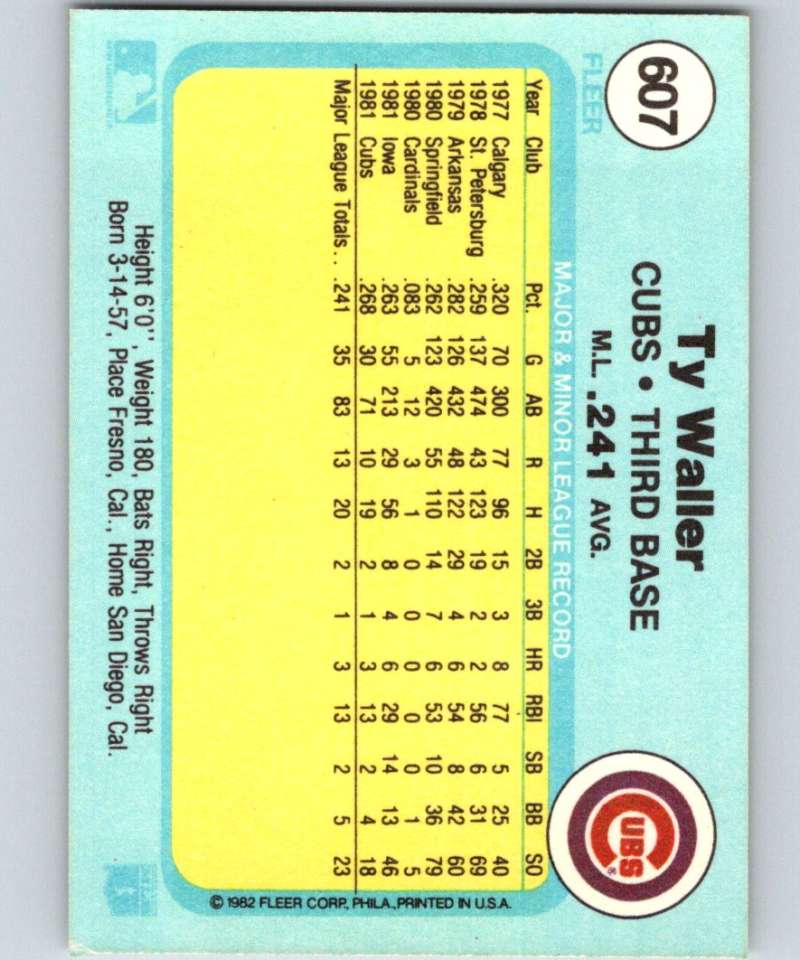 607
FLEER
Ty Waller
CUBS • THIRD BASE
M.L. .241 AVG.
CUBS®
MAJOR & MINOR LEAGUE RECORD
Year Club Pct. G AB R H 2B 3B HR RBI SB BB SO
1977 Calgary .320 70 300 77 96 15 3 8 77 5 25 40
1978 St. Petersburg .259 137 474 43 123 19 2 2 56 6 31 69
1979 Arkansas .282 126 432 48 122 29 4 6 54 8 42 60
1980 Springfield .262 123 420 55 110 14 7 6 53 10 36 79
1980 Cardinals .083 5 12 3 1 0 0 0 0 0 1 5
1981 Iowa .263 55 213 29 56 8 4 6 29 14 13 46
1981 Cubs .268 30 71 10 19 2 1 3 13 2 4 18
Major League Totals . . .241 35 83 13 20 2 1 3 13 2 5 23
© 1982 FLEER CORP., PHILA., PRINTED IN U.S.A.
Height 6'0'', Weight 180, Bats Right, Throws Right
Born 3-14-57, Place Fresno, Cal., Home San Diego, Cal.